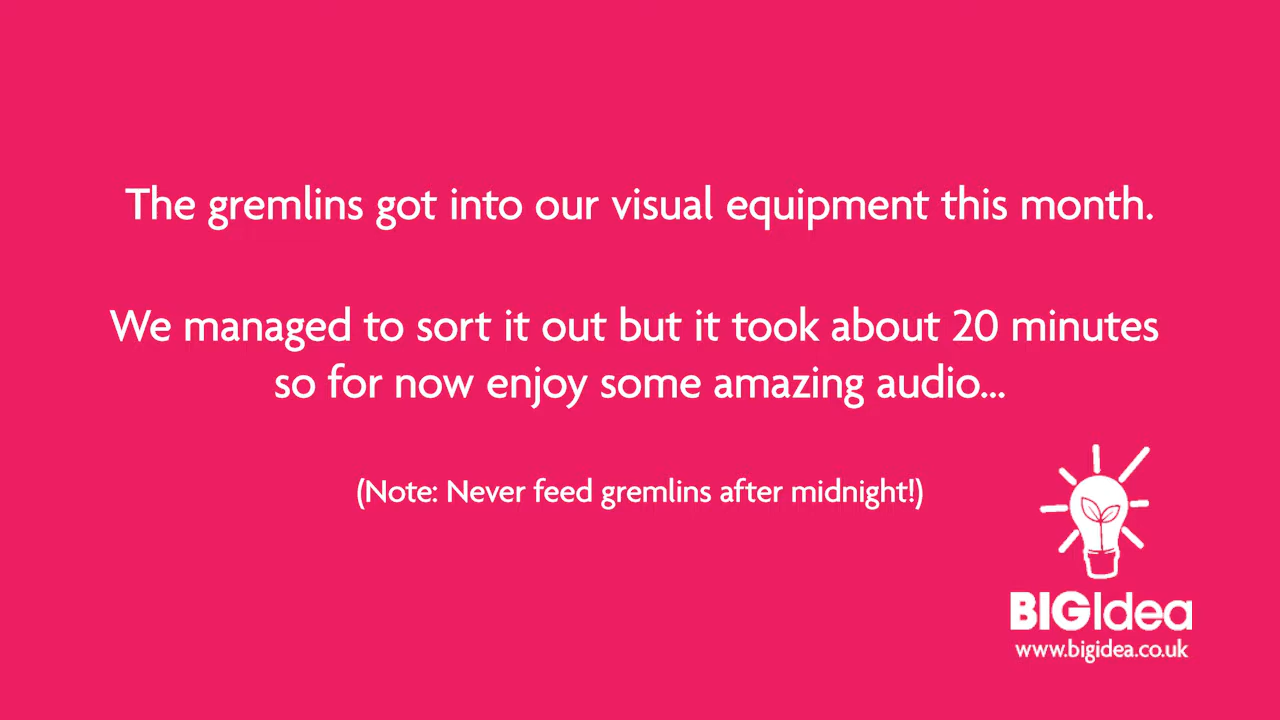 The gremlins got into our visual equipment this month.
We managed to sort it out but it took about 20 minutes
so for now enjoy some amazing audio...
(Note: Never feed gremlins after midnight!)
BIGIdea
www.bigidea.co.uk